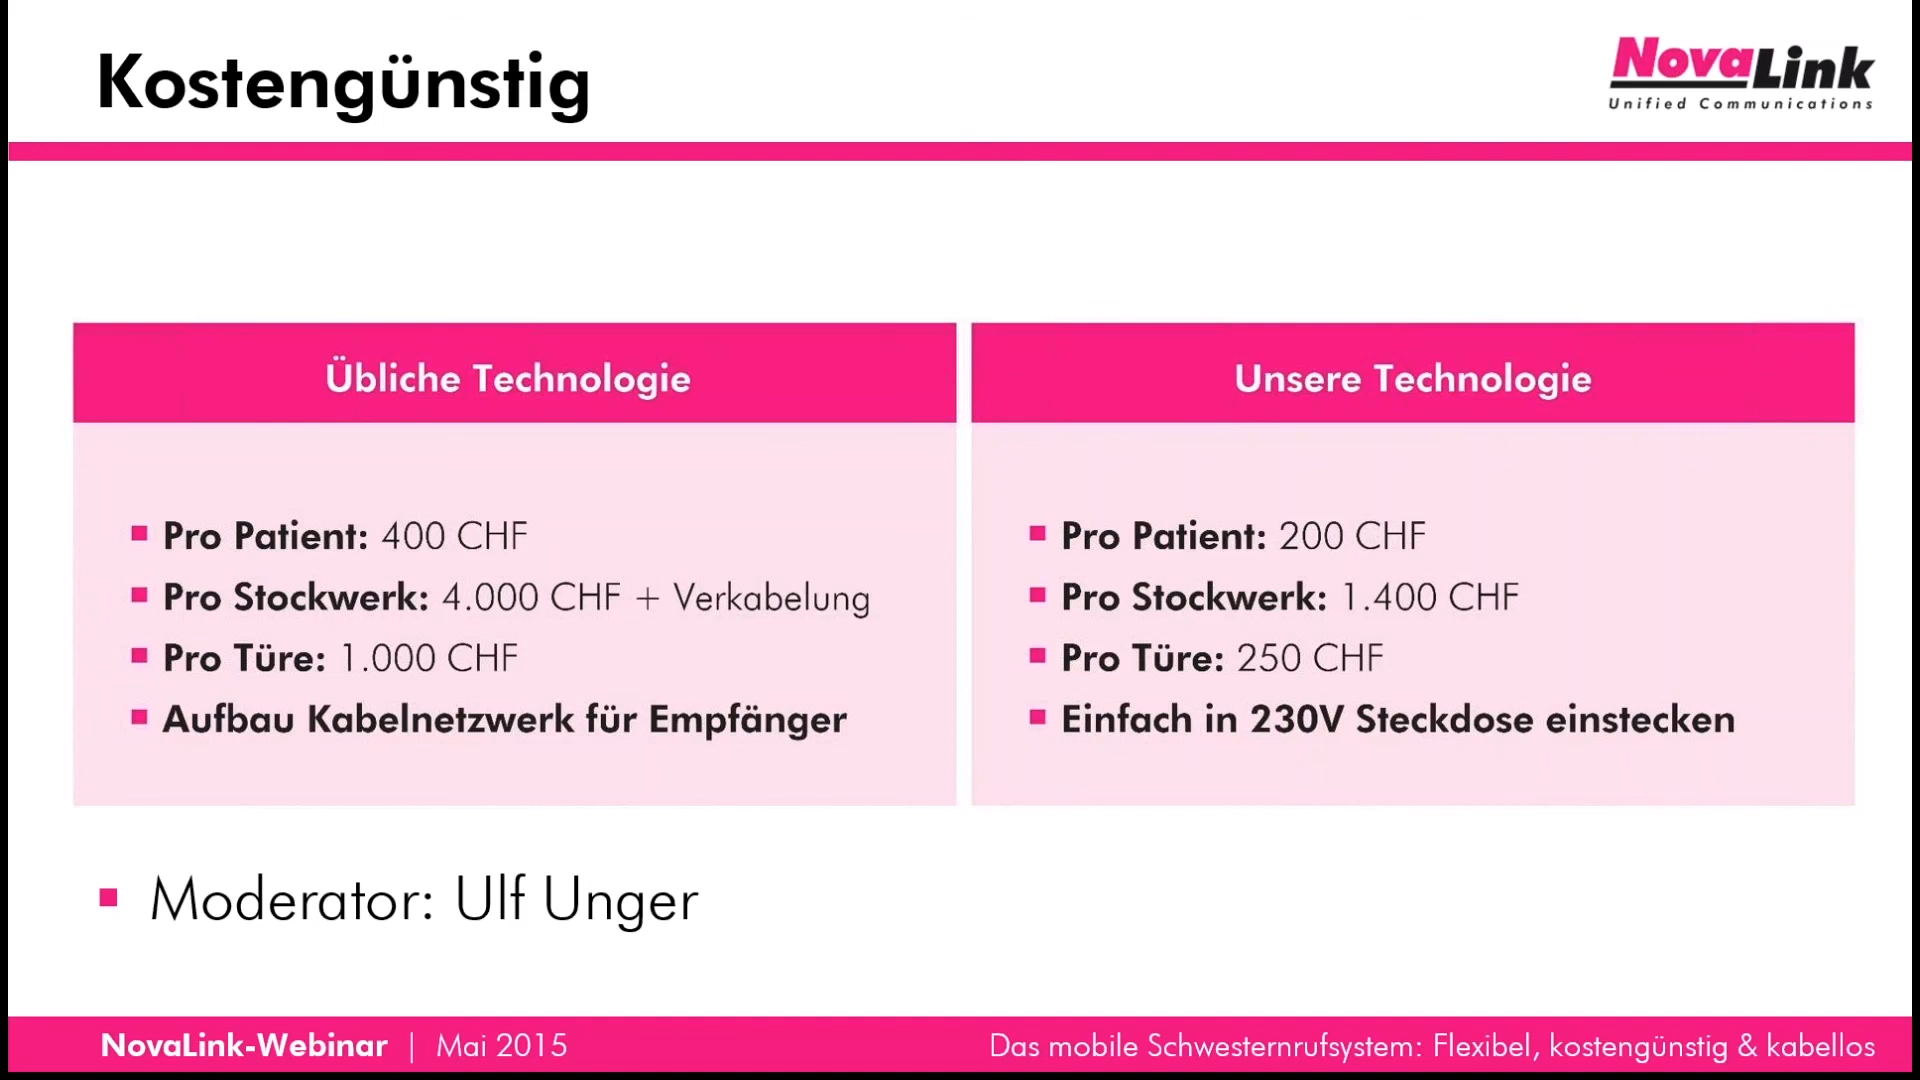 Kostengünstig
NovaLink
Unified Communications
Übliche Technologie
Pro Patient: 400 CHF
Pro Stockwerk: 4.000 CHF + Verkabelung
Pro Türe: 1.000 CHF
Aufbau Kabelnetzwerk für Empfänger
Unsere Technologie
Pro Patient: 200 CHF
Pro Stockwerk: 1.400 CHF
Pro Türe: 250 CHF
Einfach in 230V Steckdose einstecken
Moderator: Ulf Unger
NovaLink-Webinar | Mai 2015
Das mobile Schwesternrufsystem: Flexibel, kostengünstig & kabellos